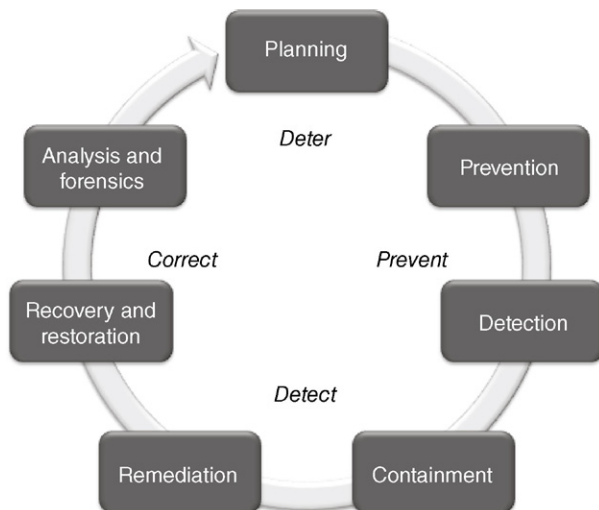 Planning
Deter
Analysis and
forensics
Prevention
Correct
Prevent
Recovery and
restoration
Detection
Detect
Remediation
Containment